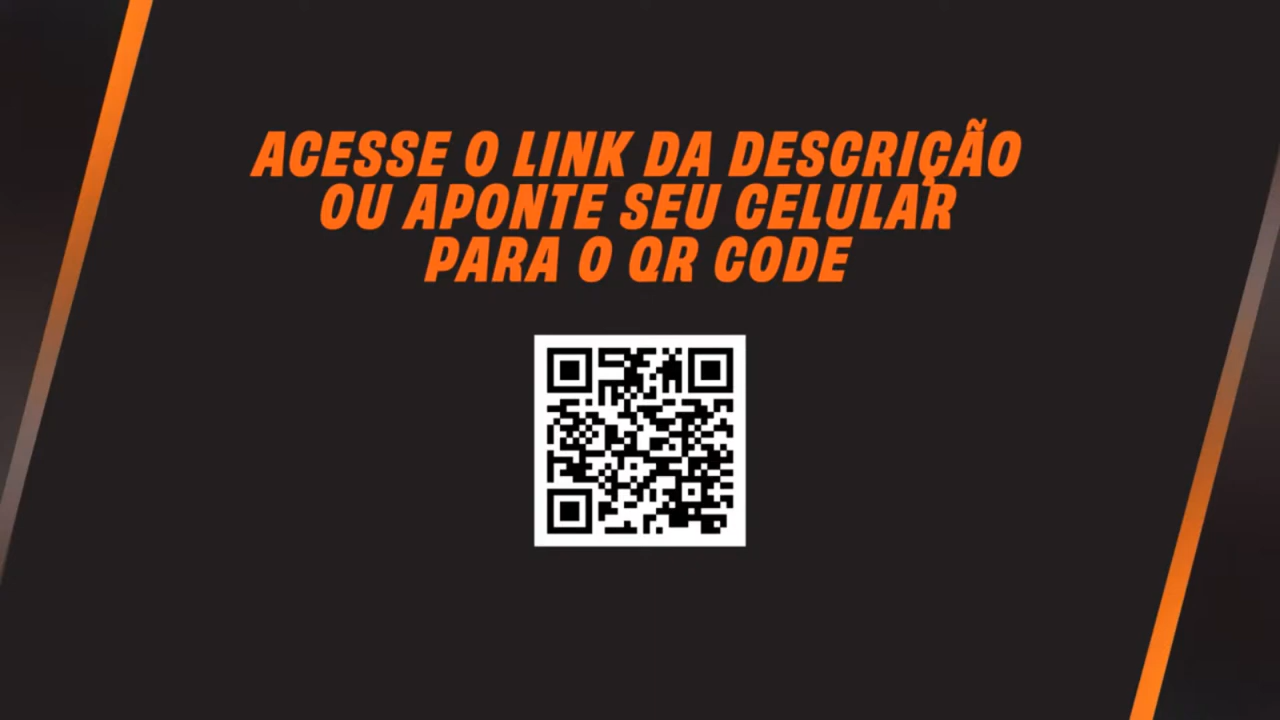 ACESSE O LINK DA DESCRIÇÃO
OU APONTE SEU CELULAR
PARA O QR CODE